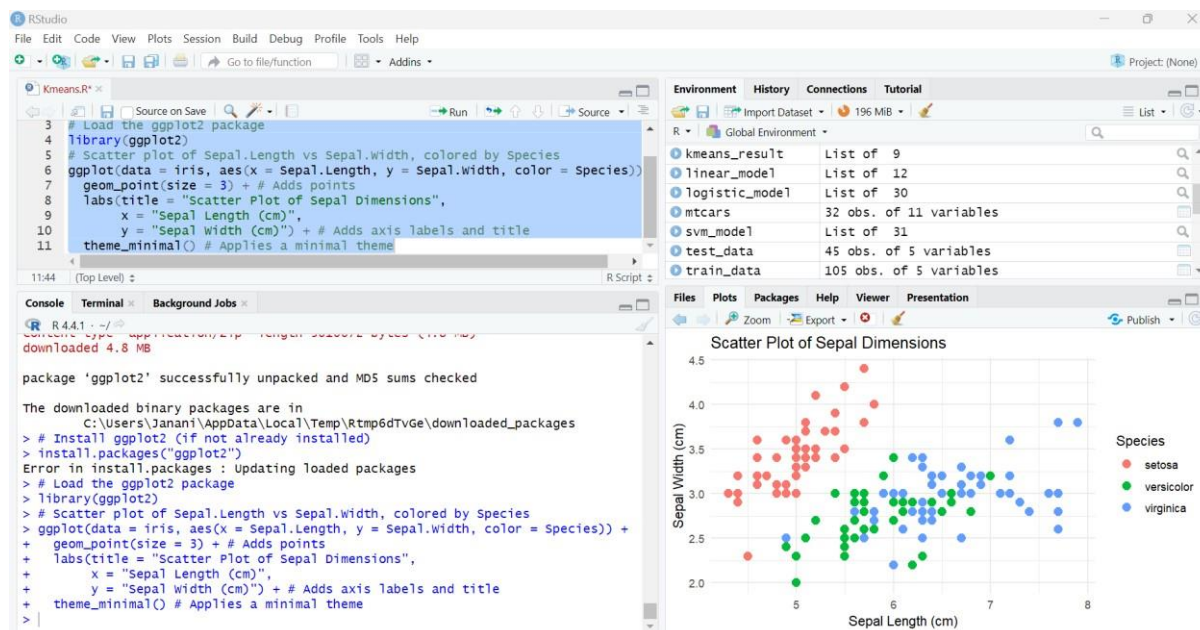 RStudio
File Edit Code View Plots Session Build Debug Profile Tools Help
Go to file/function
Addins
Project: (None)
Kmeans.R*
Source on Save
Run
Source
3 # Load the ggplot2 package
4 library(ggplot2)
5 # Scatter plot of Sepal.Length vs Sepal.Width, colored by Species
6 ggplot(data = iris, aes(x = Sepal.Length, y = Sepal.Width, color = Species))
7 geom_point(size = 3) + # Adds points
8 labs(title = "Scatter Plot of Sepal Dimensions",
9 x = "Sepal Length (cm)",
10 y = "Sepal Width (cm)") + # Adds axis labels and title
11 theme_minimal() # Applies a minimal theme
11:44 (Top Level) R Script
Console Terminal Background Jobs
R 4.4.1 · ~/
downloaded 4.8 MB
package ‘ggplot2’ successfully unpacked and MD5 sums checked
The downloaded binary packages are in
C:\Users\Janani\AppData\Local\Temp\Rtmp6dTvGe\downloaded_packages
> # Install ggplot2 (if not already installed)
> install.packages("ggplot2")
Error in install.packages : Updating loaded packages
> # Load the ggplot2 package
> library(ggplot2)
> # Scatter plot of Sepal.Length vs Sepal.Width, colored by Species
> ggplot(data = iris, aes(x = Sepal.Length, y = Sepal.Width, color = Species)) +
+ geom_point(size = 3) + # Adds points
+ labs(title = "Scatter Plot of Sepal Dimensions",
+ x = "Sepal Length (cm)",
+ y = "Sepal Width (cm)") + # Adds axis labels and title
+ theme_minimal() # Applies a minimal theme
>
Environment History Connections Tutorial
Import Dataset 196 MiB List
R Global Environment
kmeans_result List of 9
linear_model List of 12
logistic_model List of 30
mtcars 32 obs. of 11 variables
svm_model List of 31
test_data 45 obs. of 5 variables
train_data 105 obs. of 5 variables
Files Plots Packages Help Viewer Presentation
Zoom Export Publish
Scatter Plot of Sepal Dimensions
4.5
4.0
3.5
3.0
2.5
2.0
Sepal Width (cm)
5 6 7 8
Sepal Length (cm)
Species
setosa
versicolor
virginica